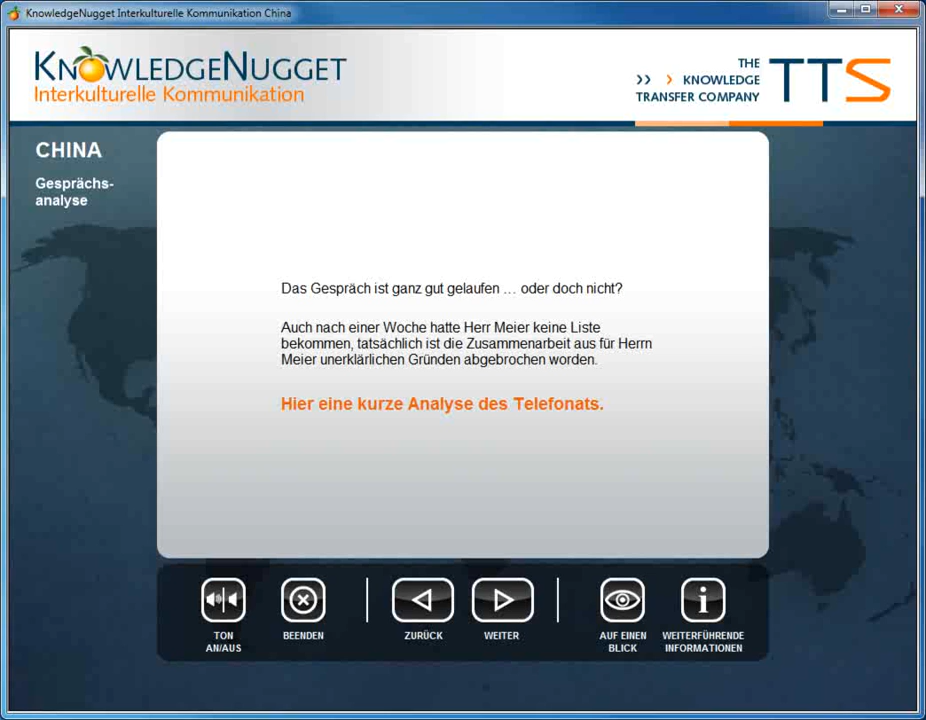 KnowledgeNugget Interkulturelle Kommunikation China
KNOWLEDGENUGGET
Interkulturelle Kommunikation
THE
>> > KNOWLEDGE
TRANSFER COMPANY
TTS
CHINA
Gesprächs-
analyse
Das Gespräch ist ganz gut gelaufen … oder doch nicht?
Auch nach einer Woche hatte Herr Meier keine Liste
bekommen, tatsächlich ist die Zusammenarbeit aus für Herrn
Meier unerklärlichen Gründen abgebrochen worden.
Hier eine kurze Analyse des Telefonats.
TON
AN/AUS
BEENDEN
ZURÜCK
WEITER
AUF EINEN
BLICK
WEITERFÜHRENDE
INFORMATIONEN